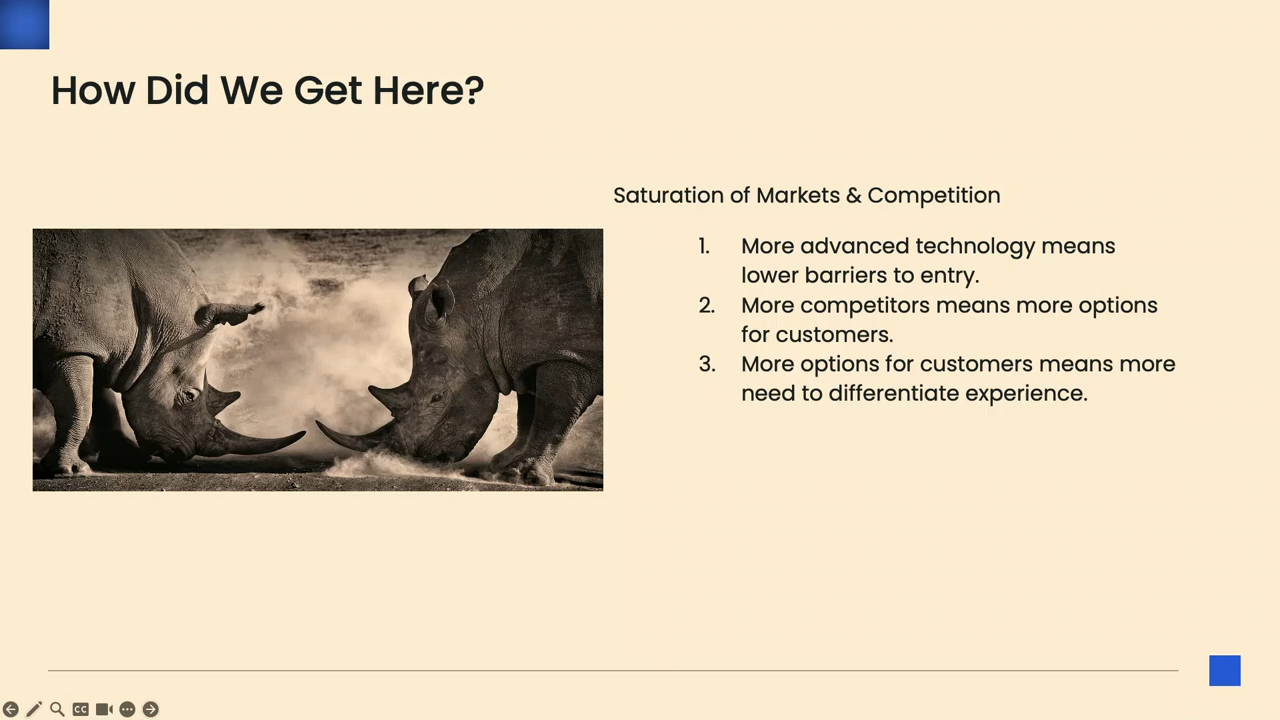 How Did We Get Here?
Saturation of Markets & Competition
1. More advanced technology means
lower barriers to entry.
2. More competitors means more options
for customers.
3. More options for customers means more
need to differentiate experience.
CC